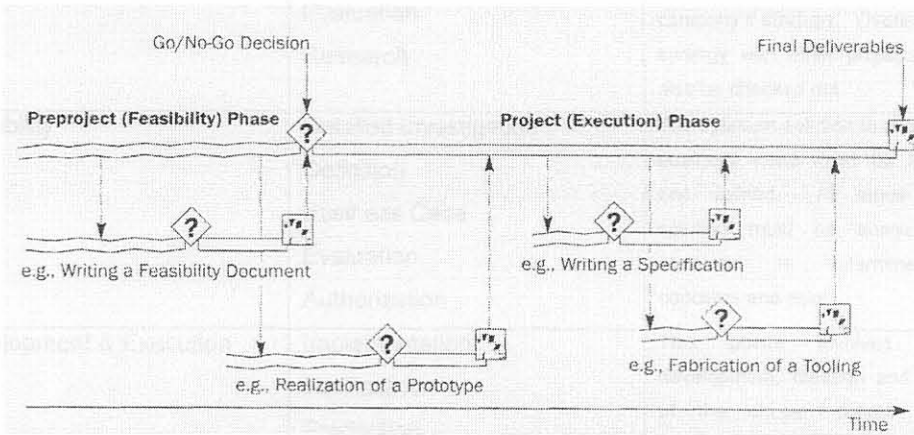 Go/No-Go Decision
Final Deliverables
Preproject (Feasibility) Phase
?
Project (Execution) Phase
?
?
e.g., Writing a Feasibility Document
e.g., Writing a Specification
Authorisation
?
?
e.g., Realization of a Prototype
e.g., Fabrication of a Tooling
Time